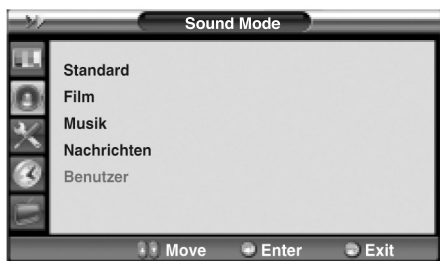 Sound Mode
Standard
Film
Musik
Nachrichten
Benutzer
Move Enter Exit